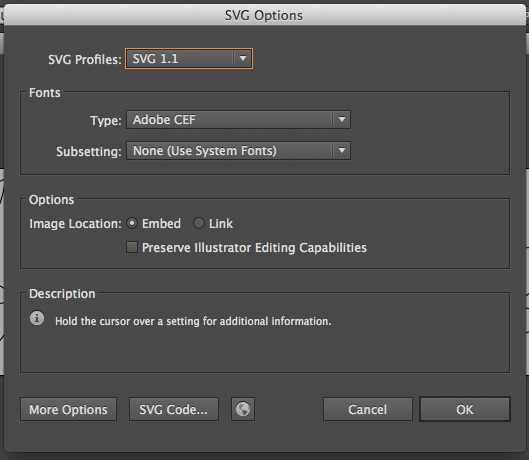 SVG Options
SVG Profiles: SVG 1.1
Fonts
Type: Adobe CEF
Subsetting: None (Use System Fonts)
Options
Image Location: Embed Link
Preserve Illustrator Editing Capabilities
Description
Hold the cursor over a setting for additional information.
More Options SVG Code... Cancel OK